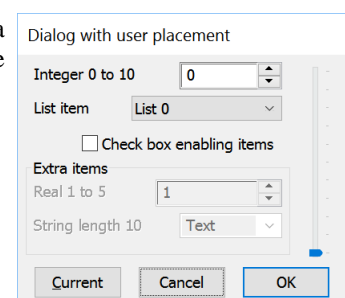 a
Dialog with user placement
e
Integer 0 to 10 0
List item List 0
Check box enabling items
Extra items
Real 1 to 5 1
String length 10 Text
Current Cancel OK